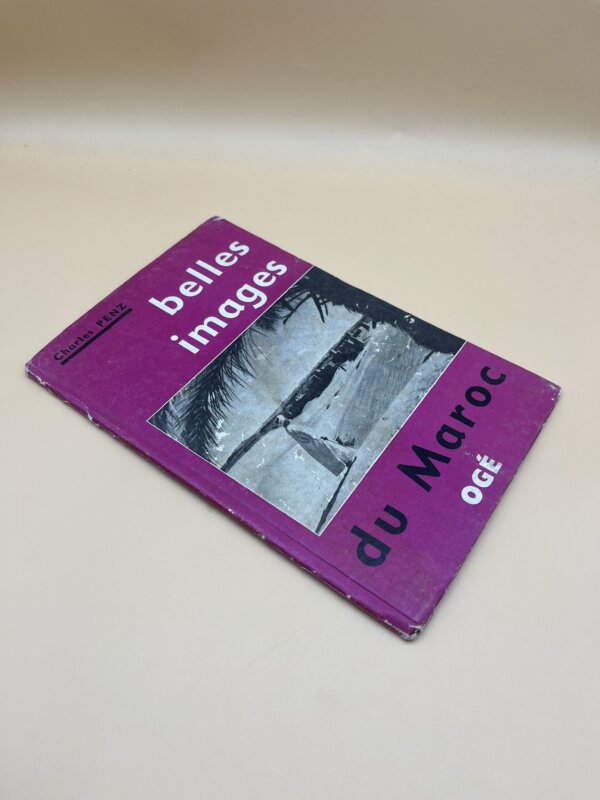 Charles PENZ
belles
images
du Maroc
OGÉ